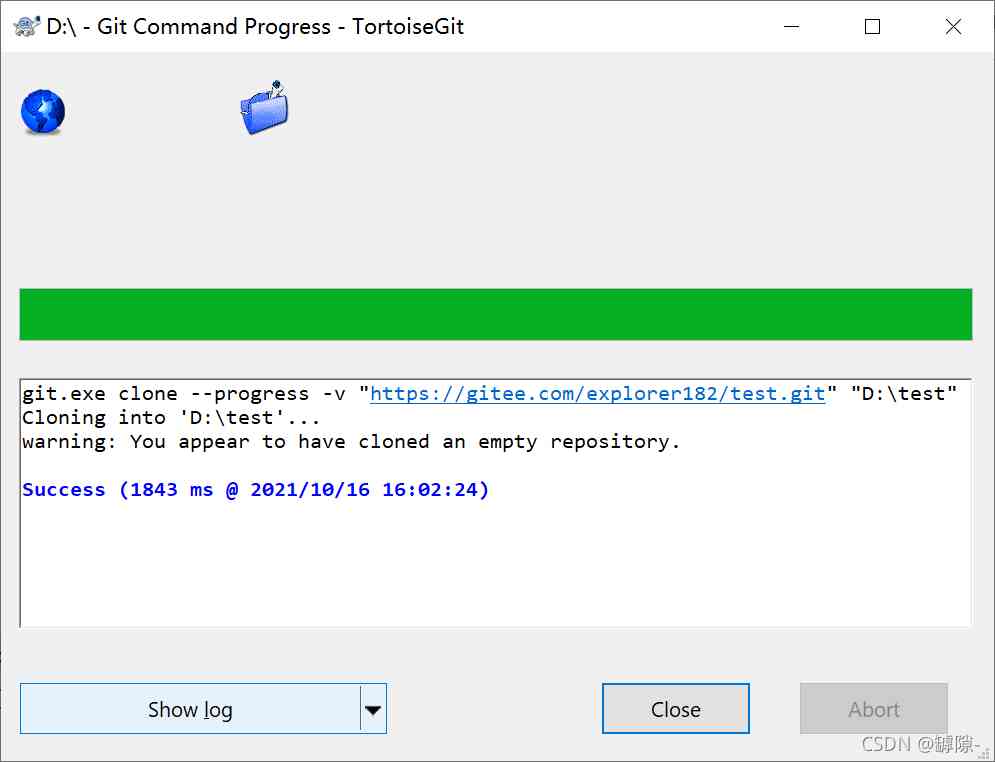 D:\ - Git Command Progress - TortoiseGit
git.exe clone --progress -v "https://gitee.com/explorer182/test.git" "D:\test"
Cloning into 'D:\test'...
warning: You appear to have cloned an empty repository.
Success (1843 ms @ 2021/10/16 16:02:24)
Show log
Close
Abort
CSDN @罅隙-